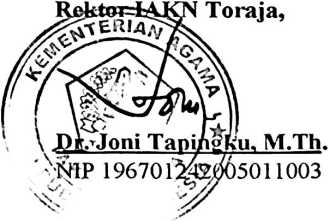 Rektor IAKN Toraja,
KEMENTERIAN AGAMA
Dr. Joni Tapingku, M.Th.
NIP 196701242005011003